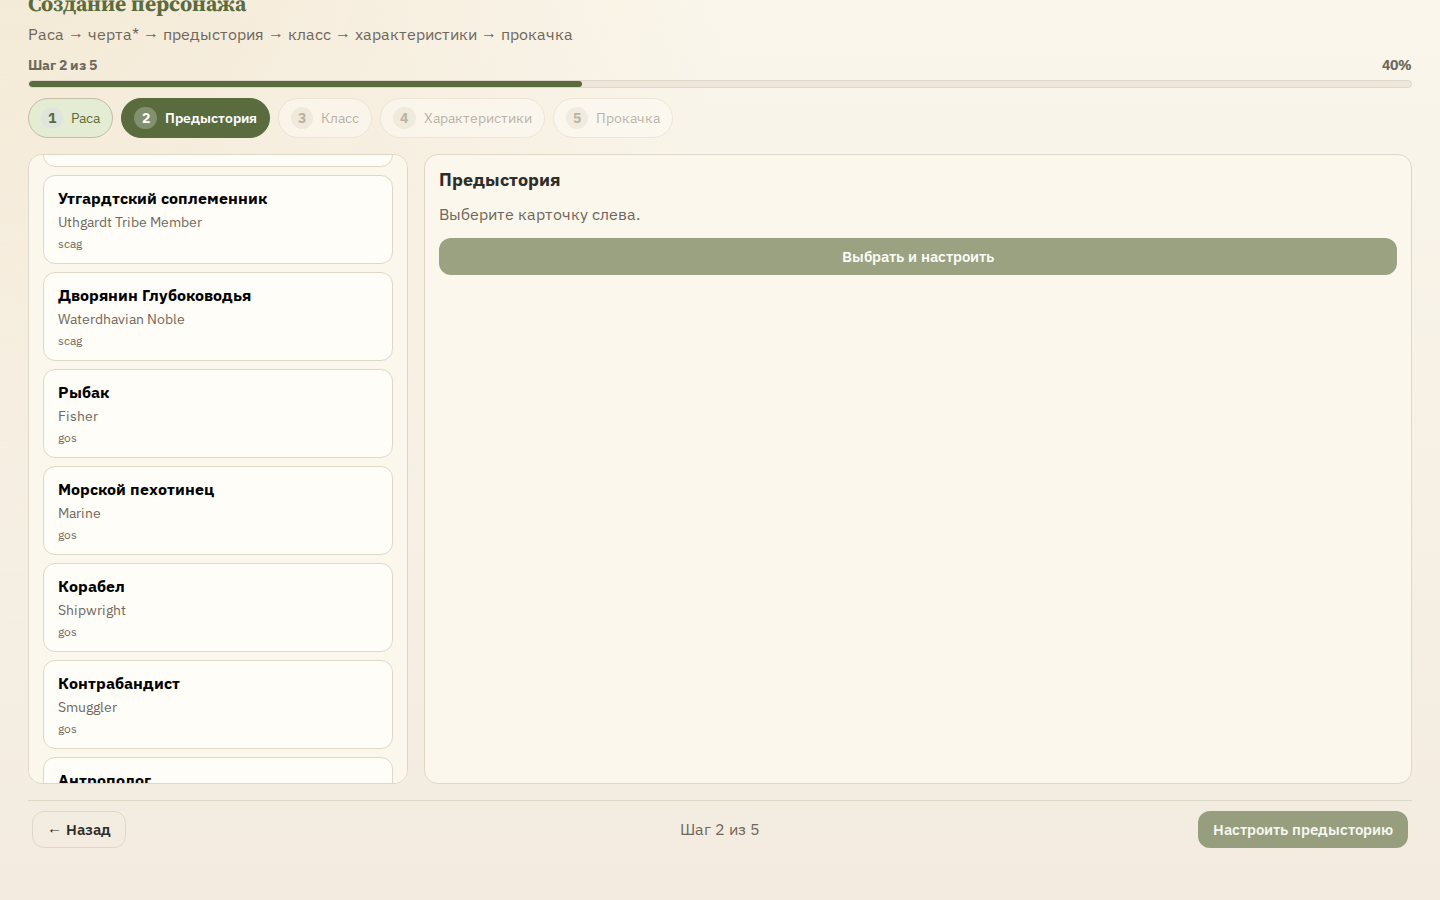 Создание персонажа
Раса → черта* → предыстория → класс → характеристики → прокачка
Шаг 2 из 5
40%
1 Раса
2 Предыстория
3 Класс
4 Характеристики
5 Прокачка
Утгардтский соплеменник
Uthgardt Tribe Member
scag
Дворянин Глубоководья
Waterdhavian Noble
scag
Рыбак
Fisher
gos
Морской пехотинец
Marine
gos
Корабел
Shipwright
gos
Контрабандист
Smuggler
gos
Антрополог
Предыстория
Выберите карточку слева.
Выбрать и настроить
← Назад
Шаг 2 из 5
Настроить предысторию